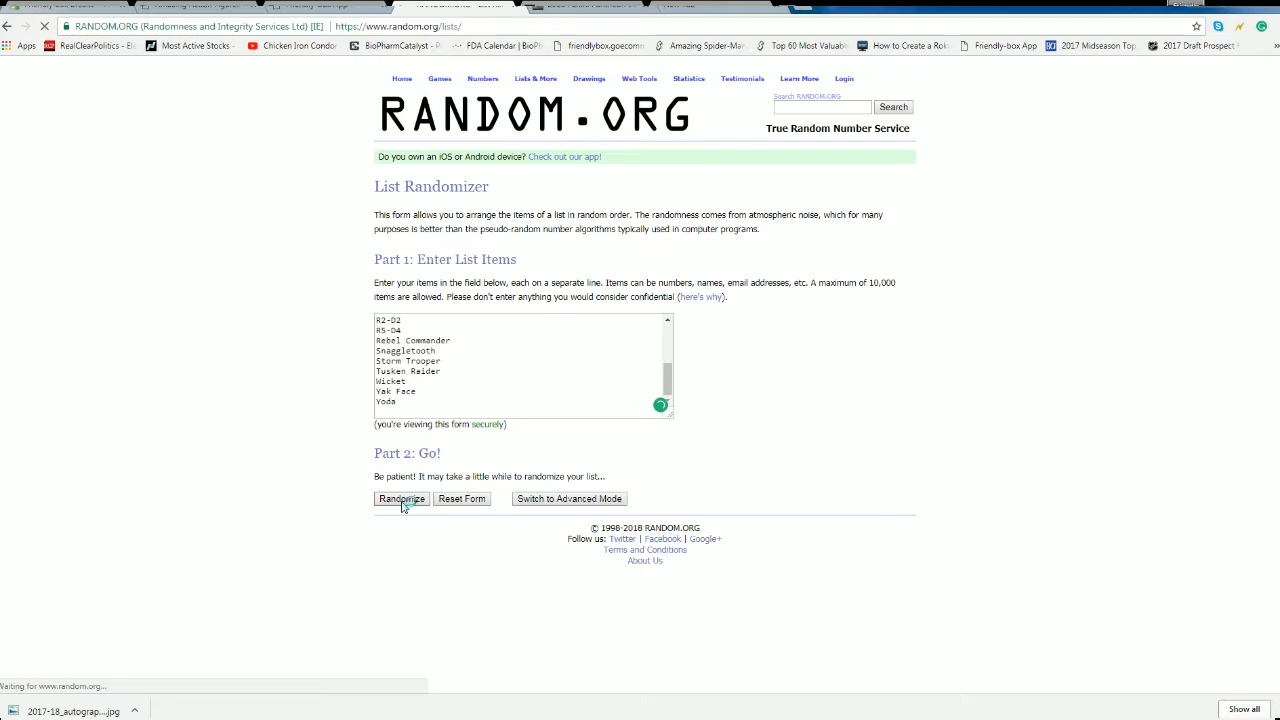 RANDOM.ORG (Randomness and Integrity Services Ltd) [IE] https://www.random.org/lists/
Apps RealClearPolitics - Ele Most Active Stocks - Chicken Iron Condor BioPharmCatalyst - FDA Calendar | BioPh friendlybox.gocomm Amazing Spider-Mar Top 60 Most Valuabl How to Create a Rok Friendly-box App 2017 Midseason Top 2017 Draft Prospect
Home Games Numbers Lists & More Drawings Web Tools Statistics Testimonials Learn More Login
RANDOM.ORG
Search RANDOM.ORG
Search
True Random Number Service
Do you own an iOS or Android device? Check out our app!
List Randomizer
This form allows you to arrange the items of a list in random order. The randomness comes from atmospheric noise, which for many
purposes is better than the pseudo-random number algorithms typically used in computer programs.
Part 1: Enter List Items
Enter your items in the field below, each on a separate line. Items can be numbers, names, email addresses, etc. A maximum of 10,000
items are allowed. Please don't enter anything you would consider confidential (here's why).
R2-D2
R5-D4
Rebel Commander
Snaggletooth
Storm Trooper
Tusken Raider
Wicket
Yak Face
Yoda
(you're viewing this form securely)
Part 2: Go!
Be patient! It may take a little while to randomize your list...
Randomize Reset Form Switch to Advanced Mode
© 1998-2018 RANDOM.ORG
Follow us: Twitter | Facebook | Google+
Terms and Conditions
About Us
Waiting for www.random.org...
2017-18_autograp....jpg Show all